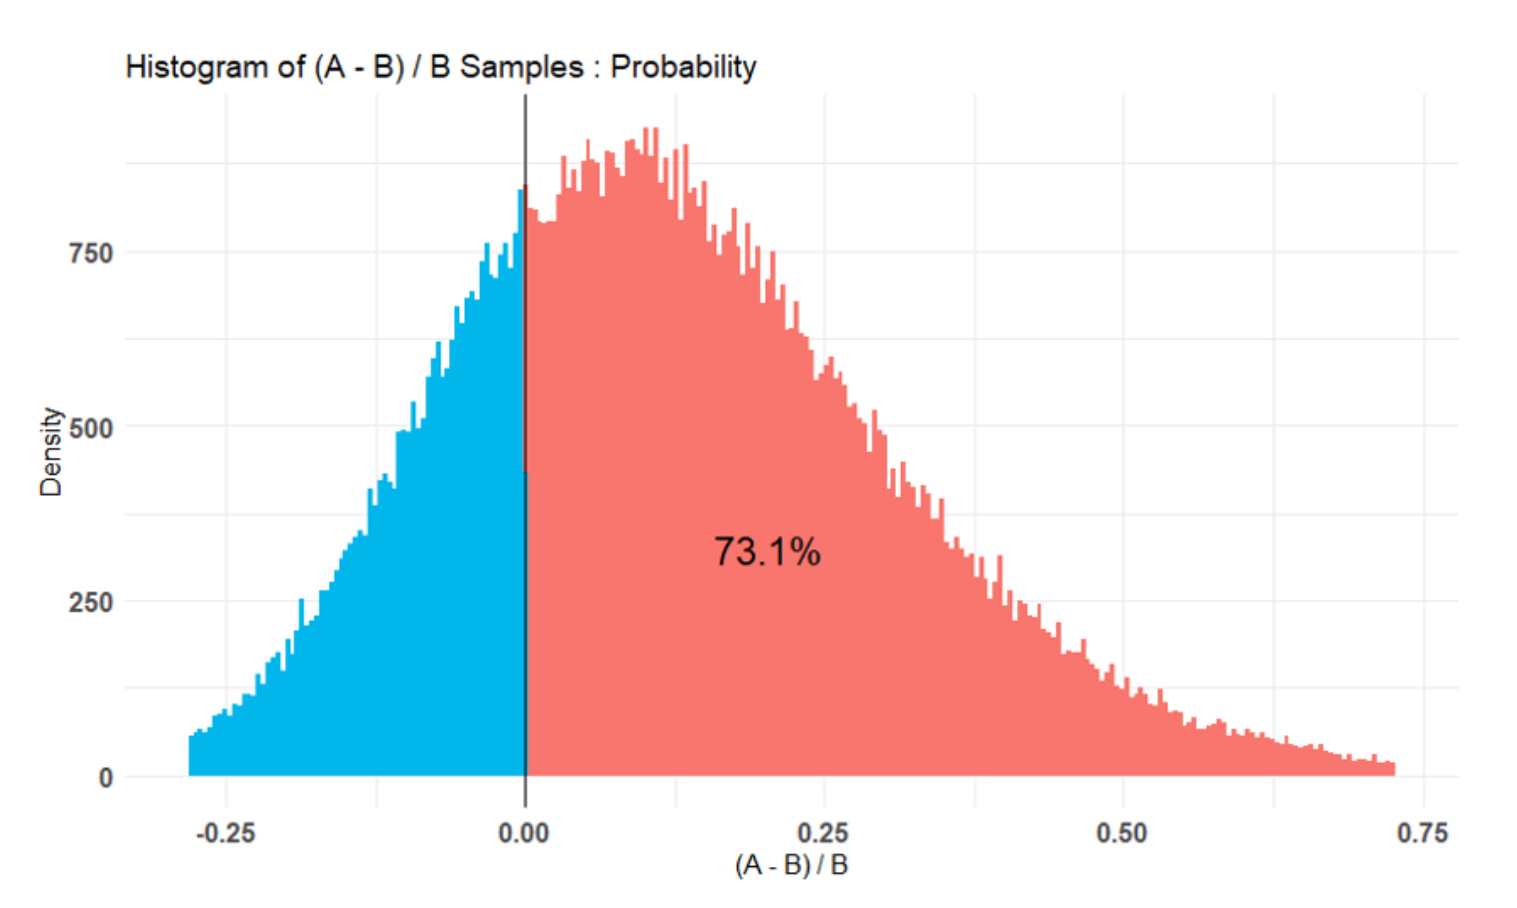 Histogram of (A - B) / B Samples : Probability
750
500
250
0
Density
73.1%
-0.25 0.00 0.25 0.50 0.75
(A - B) / B